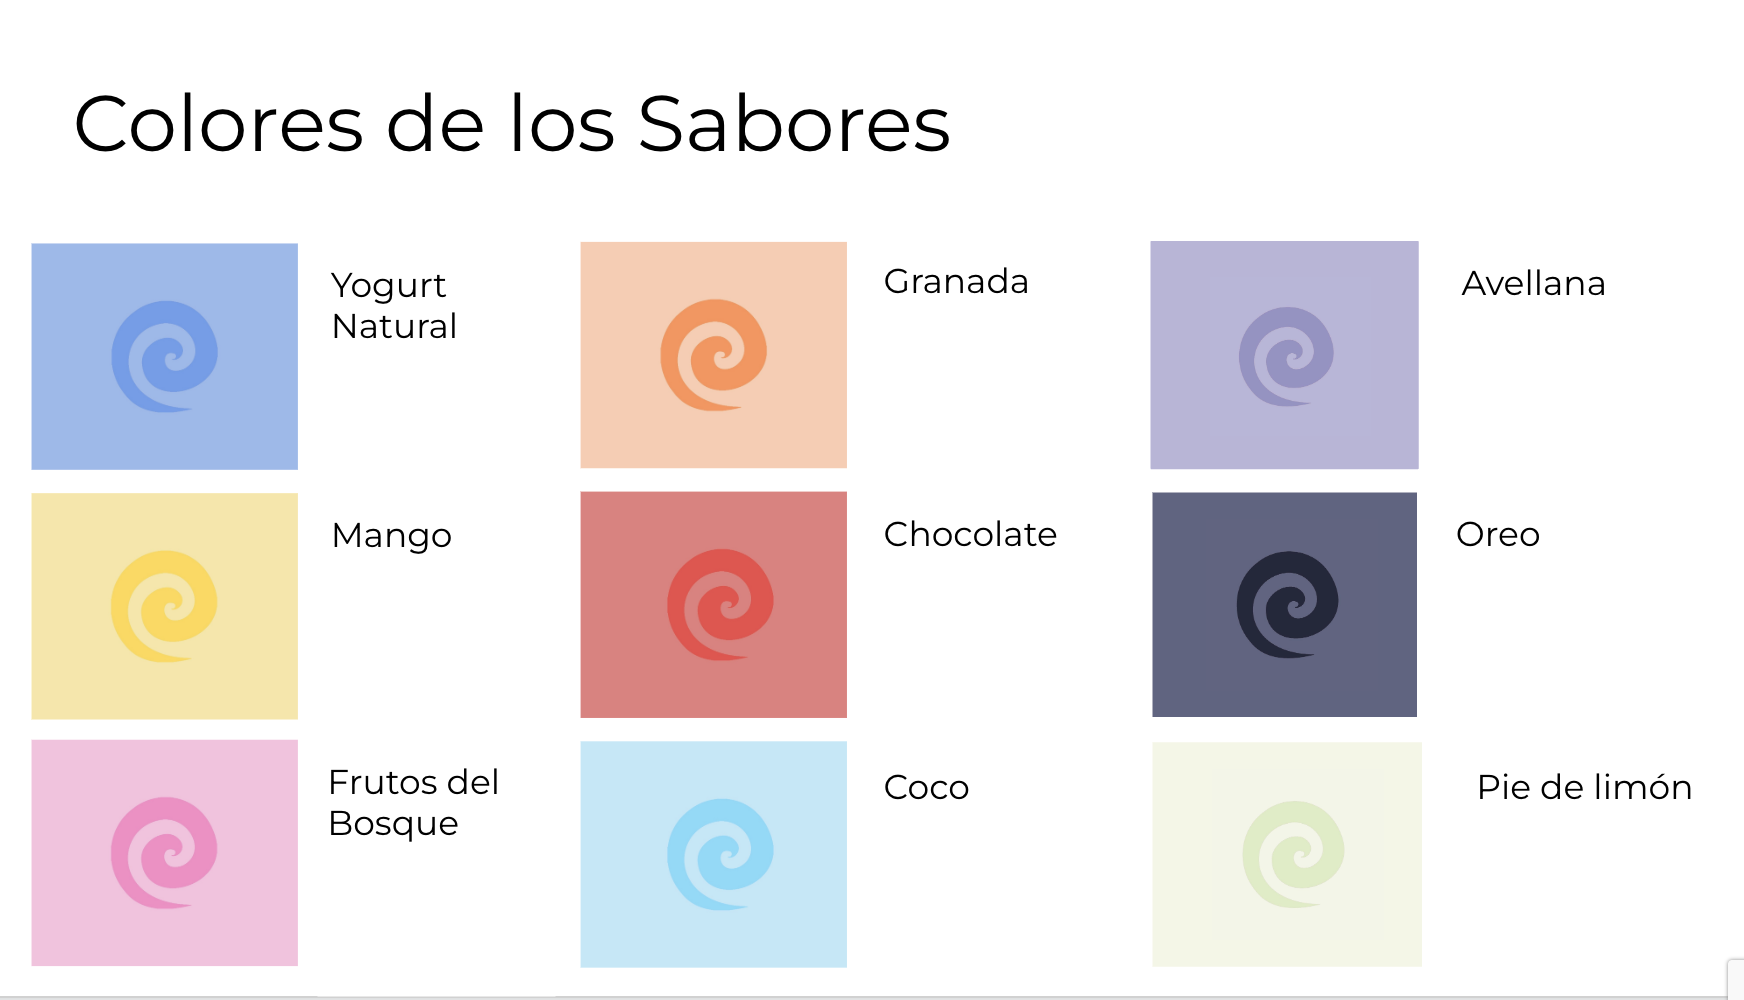 Colores de los Sabores
Yogurt
Natural
Granada
Avellana
Mango
Chocolate
Oreo
Frutos del
Bosque
Coco
Pie de limón